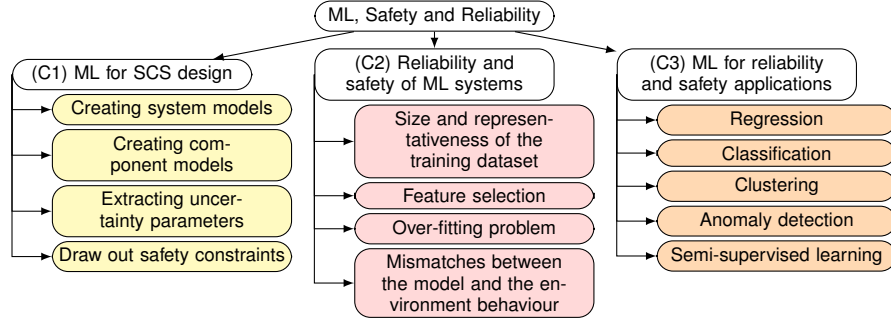 ML, Safety and Reliability
(C1) ML for SCS design
Creating system models
Creating com-
ponent models
Extracting uncer-
tainty parameters
Draw out safety constraints
(C2) Reliability and
safety of ML systems
Size and represen-
tativeness of the
training dataset
Feature selection
Over-fitting problem
Mismatches between
the model and the en-
vironment behaviour
(C3) ML for reliability
and safety applications
Regression
Classification
Clustering
Anomaly detection
Semi-supervised learning